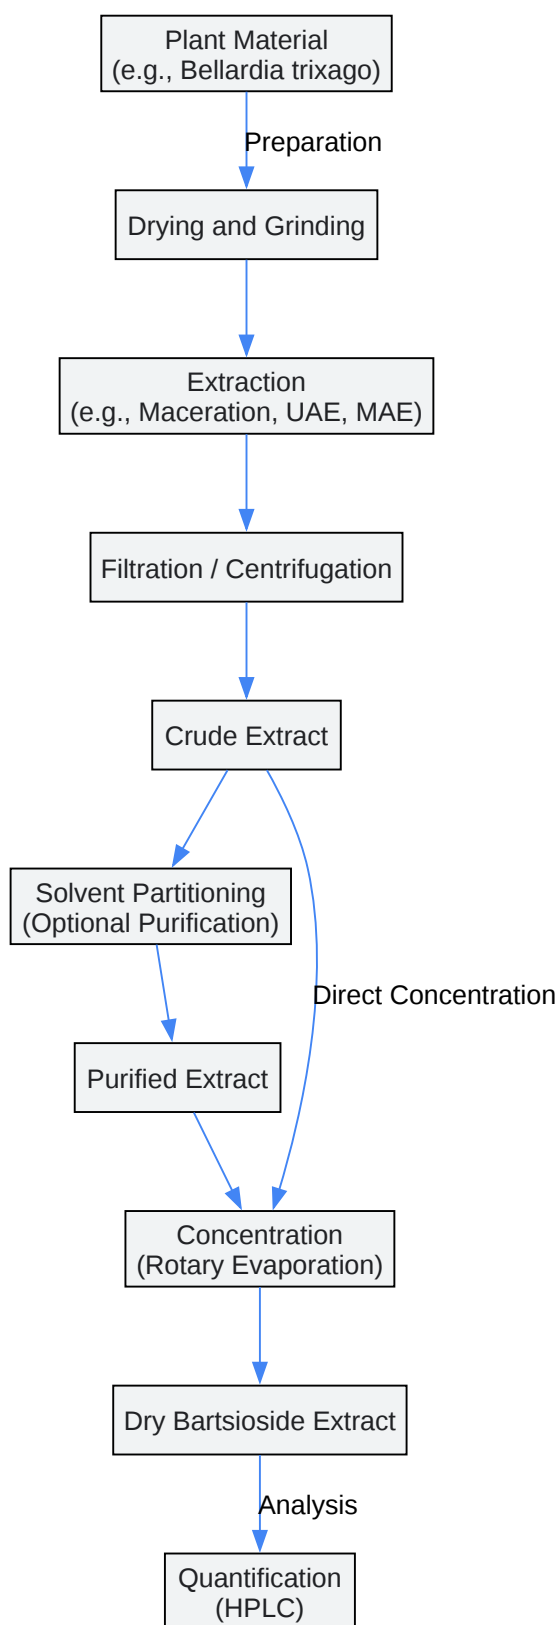 Plant Material
(e.g., Bellardia trixago)
Preparation
Drying and Grinding
Extraction
(e.g., Maceration, UAE, MAE)
Filtration / Centrifugation
Crude Extract
Solvent Partitioning
(Optional Purification)
Direct Concentration
Purified Extract
Concentration
(Rotary Evaporation)
Dry Bartsioside Extract
Analysis
Quantification
(HPLC)